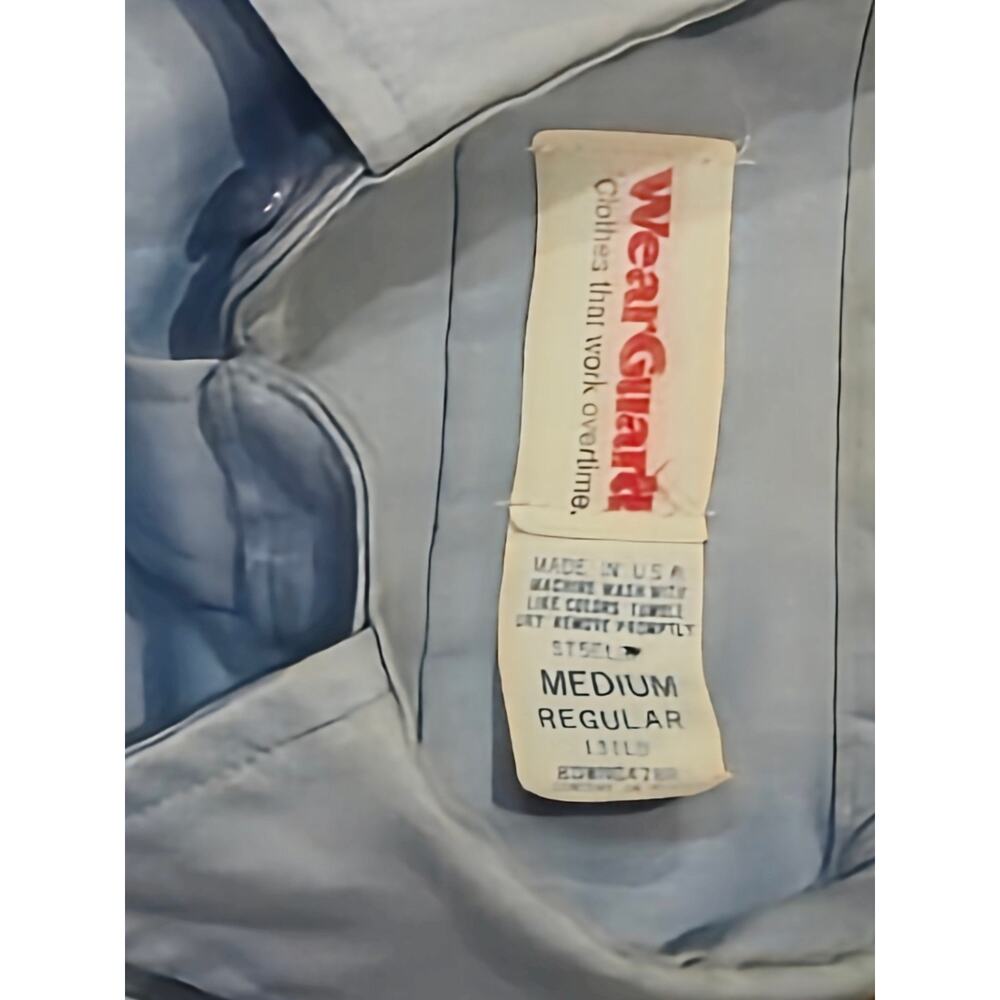 WearGuard
Clothes that work overtime.
MADE IN U S A
MACHINE WASH WITH
LIKE COLORS TUMBLE
DRY REMOVE PROMPTLY
MEDIUM
REGULAR